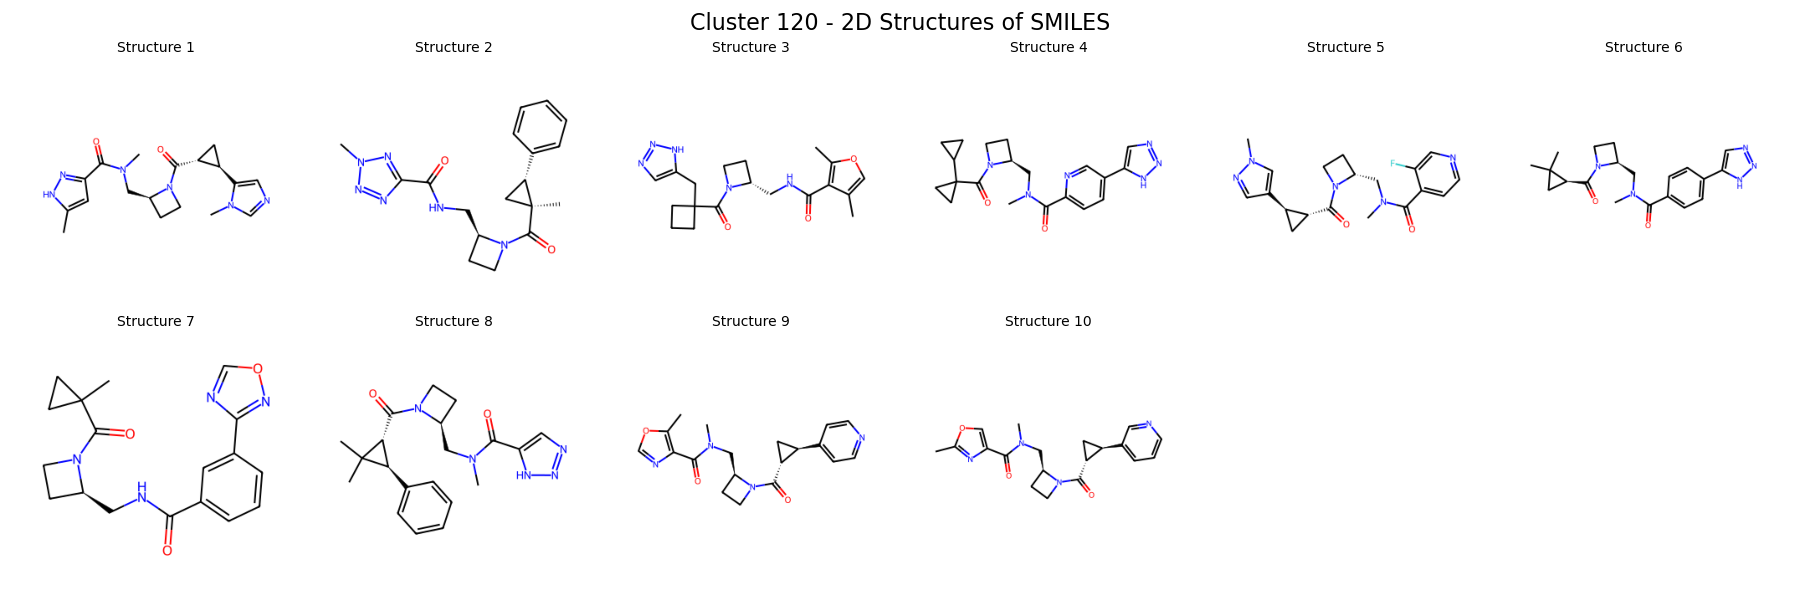 Cluster 120 - 2D Structures of SMILES
Structure 1
Structure 2
Structure 3
Structure 4
Structure 5
Structure 6
Structure 7
Structure 8
Structure 9
Structure 10